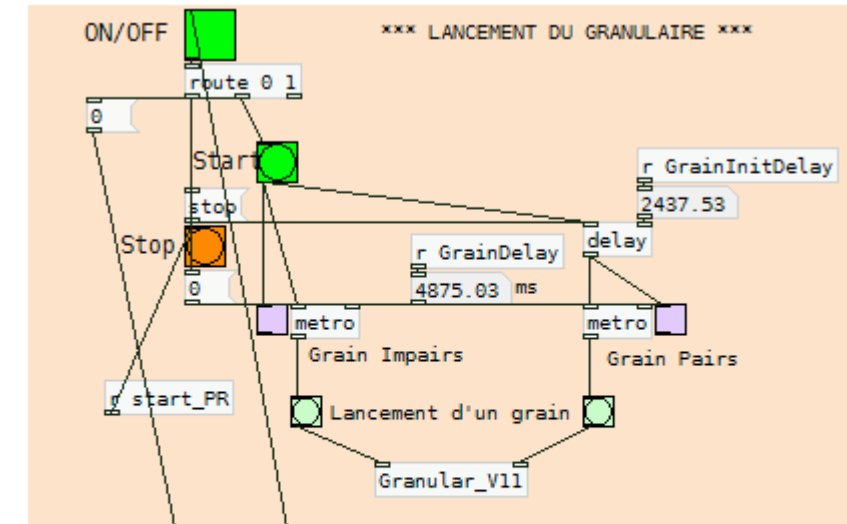 ON/OFF
*** LANCEMENT DU GRANULAIRE ***
route 0 1
0
Start
r GrainInitDelay
stop
2437.53
Stop
r GrainDelay
delay
0
4875.03 ms
metro
metro
Grain Impairs
Grain Pairs
r start_PR
Lancement d'un grain
Granular_V11